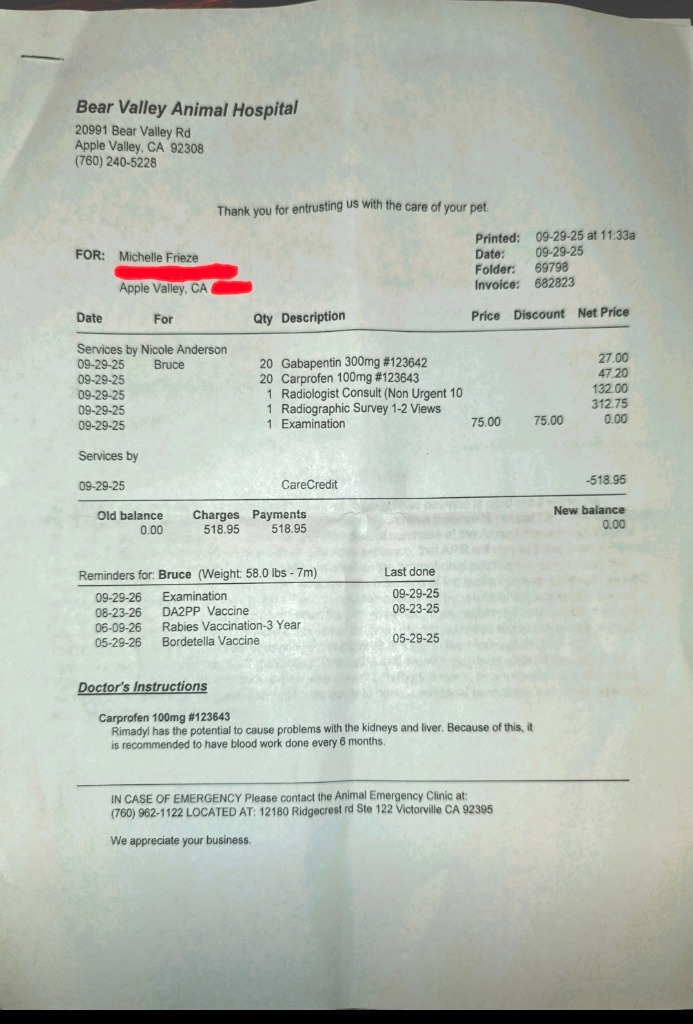 Bear Valley Animal Hospital
20991 Bear Valley Rd
Apple Valley, CA 92308
(760) 240-5228
Thank you for entrusting us with the care of your pet.
Printed: 09-29-25 at 11:33a
FOR: Michelle Frieze
Date: 09-29-25
Folder: 69798
Apple Valley, CA
Invoice: 682823
Date For Qty Description Price Discount Net Price
Services by Nicole Anderson
09-29-25 Bruce 20 Gabapentin 300mg #123642 27.00
09-29-25 20 Carprofen 100mg #123643 47.20
09-29-25 1 Radiologist Consult (Non Urgent 10 132.00
09-29-25 1 Radiographic Survey 1-2 Views 312.75
09-29-25 1 Examination 75.00 75.00 0.00
Services by
09-29-25 CareCredit -518.95
Old balance Charges Payments New balance
0.00 518.95 518.95 0.00
Reminders for: Bruce (Weight: 58.0 lbs - 7m) Last done
09-29-26 Examination 09-29-25
08-23-26 DA2PP Vaccine 08-23-25
06-09-26 Rabies Vaccination-3 Year
05-29-26 Bordetella Vaccine 05-29-25
Doctor's Instructions
Carprofen 100mg #123643
Rimadyl has the potential to cause problems with the kidneys and liver. Because of this, it
is recommended to have blood work done every 6 months.
IN CASE OF EMERGENCY Please contact the Animal Emergency Clinic at:
(760) 962-1122 LOCATED AT: 12180 Ridgecrest rd Ste 122 Victorville CA 92395
We appreciate your business.